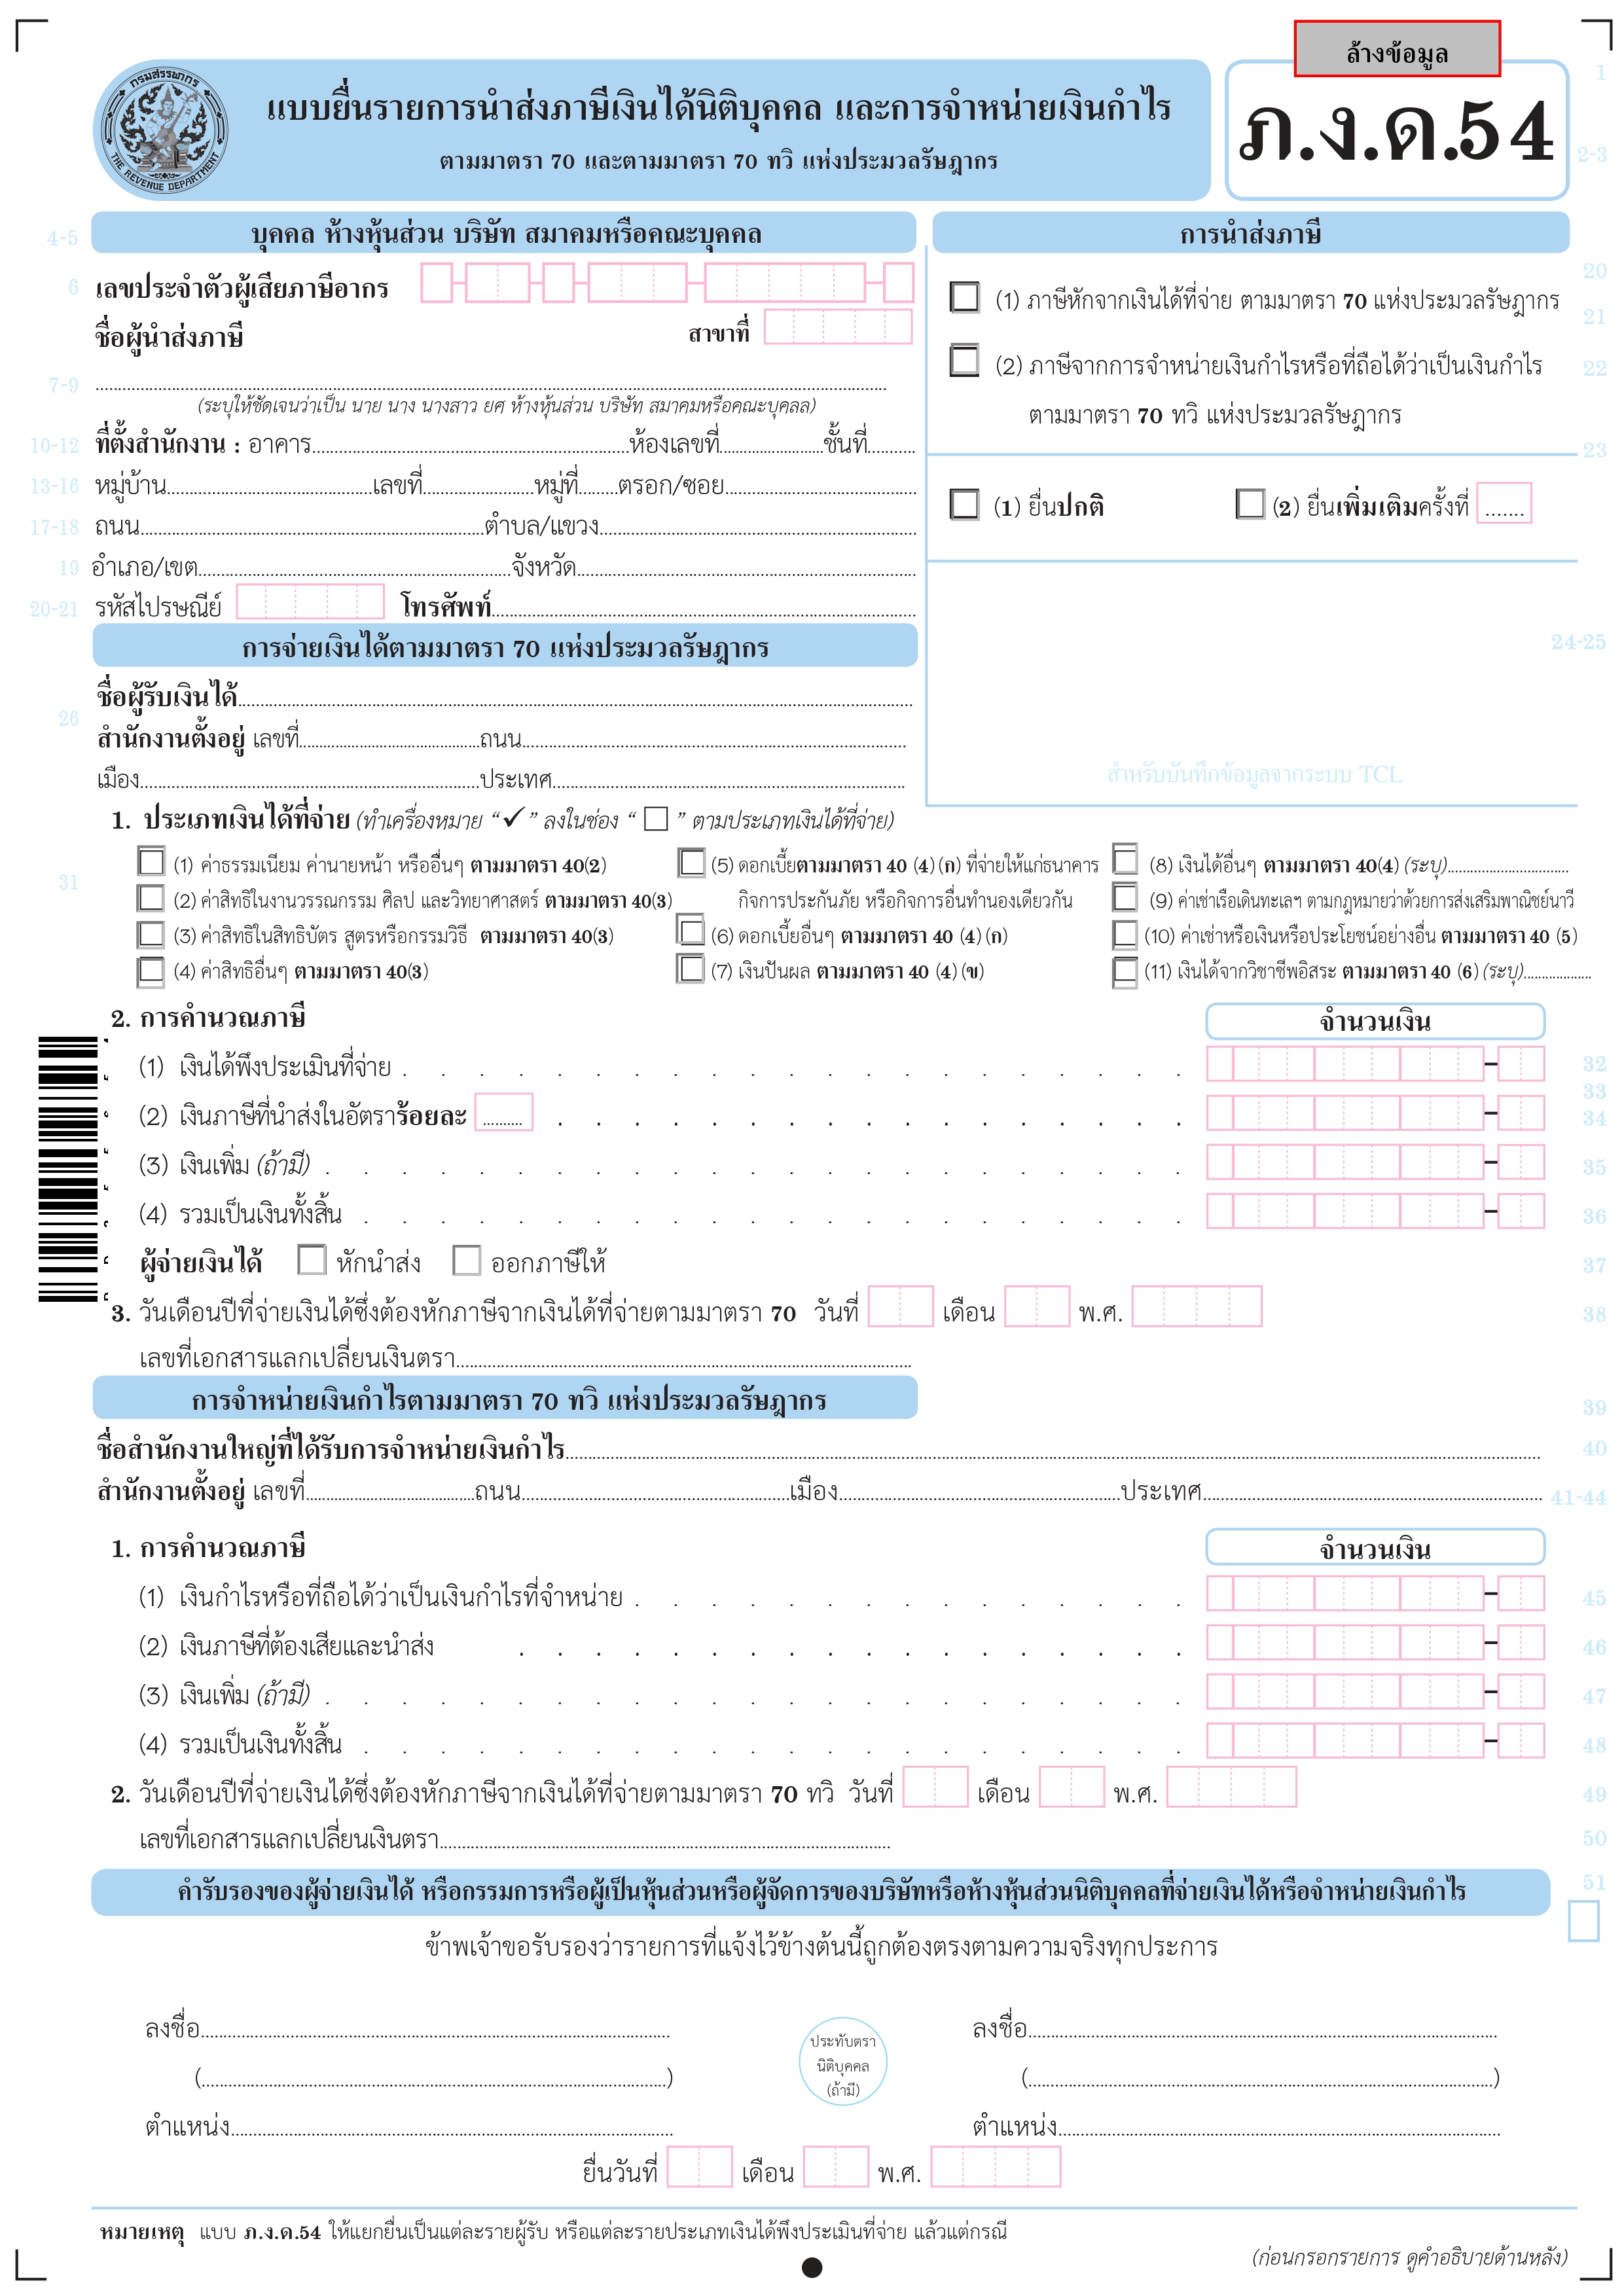 ล้างข้อมูล
กรมสรรพากร
THE REVENUE DEPARTMENT
แบบยื่นรายการนำส่งภาษีเงินได้นิติบุคคล และการจำหน่ายเงินกำไร
ตามมาตรา 70 และตามมาตรา 70 ทวิ แห่งประมวลรัษฎากร
ภ.ง.ด.54
1
2-3
4-5
บุคคล ห้างหุ้นส่วน บริษัท สมาคมหรือคณะบุคคล
6
เลขประจำตัวผู้เสียภาษีอากร
ชื่อผู้นำส่งภาษี สาขาที่
7-9
(ระบุให้ชัดเจนว่าเป็น นาย นาง นางสาว ยศ ห้างหุ้นส่วน บริษัท สมาคมหรือคณะบุคลล)
10-12
ที่ตั้งสำนักงาน : อาคาร..........ห้องเลขที่..........ชั้นที่..........
13-16
หมู่บ้าน..........เลขที่..........หมู่ที่........ตรอก/ซอย..........
17-18
ถนน..........ตำบล/แขวง..........
19
อำเภอ/เขต..........จังหวัด..........
20-21
รหัสไปรษณีย์ โทรศัพท์..........
การนำส่งภาษี
20
(1) ภาษีหักจากเงินได้ที่จ่าย ตามมาตรา 70 แห่งประมวลรัษฎากร
21
(2) ภาษีจากการจำหน่ายเงินกำไรหรือที่ถือได้ว่าเป็นเงินกำไร
22
ตามมาตรา 70 ทวิ แห่งประมวลรัษฎากร
23
(1) ยื่นปกติ (2) ยื่นเพิ่มเติมครั้งที่ .......
24-25
สำหรับบันทึกข้อมูลจากระบบ TCL
การจ่ายเงินได้ตามมาตรา 70 แห่งประมวลรัษฎากร
ชื่อผู้รับเงินได้..........
26
สำนักงานตั้งอยู่ เลขที่..........ถนน..........
เมือง..........ประเทศ..........
1. ประเภทเงินได้ที่จ่าย (ทำเครื่องหมาย “✓” ลงในช่อง “ □ ” ตามประเภทเงินได้ที่จ่าย)
31
(1) ค่าธรรมเนียม ค่านายหน้า หรืออื่นๆ ตามมาตรา 40(2)
(2) ค่าสิทธิในงานวรรณกรรม ศิลป และวิทยาศาสตร์ ตามมาตรา 40(3)
(3) ค่าสิทธิในสิทธิบัตร สูตรหรือกรรมวิธี ตามมาตรา 40(3)
(4) ค่าสิทธิอื่นๆ ตามมาตรา 40(3)
(5) ดอกเบี้ยตามมาตรา 40 (4) (ก) ที่จ่ายให้แก่ธนาคาร
กิจการประกันภัย หรือกิจการอื่นทำนองเดียวกัน
(6) ดอกเบี้ยอื่นๆ ตามมาตรา 40 (4) (ก)
(7) เงินปันผล ตามมาตรา 40 (4) (ข)
(8) เงินได้อื่นๆ ตามมาตรา 40(4) (ระบุ)..........
(9) ค่าเช่าเรือเดินทะเลฯ ตามกฎหมายว่าด้วยการส่งเสริมพาณิชย์นาวี
(10) ค่าเช่าหรือเงินหรือประโยชน์อย่างอื่น ตามมาตรา 40 (5)
(11) เงินได้จากวิชาชีพอิสระ ตามมาตรา 40 (6) (ระบุ)..........
2. การคำนวณภาษี จำนวนเงิน
(1) เงินได้พึงประเมินที่จ่าย 32
33
(2) เงินภาษีที่นำส่งในอัตราร้อยละ .......... 34
(3) เงินเพิ่ม (ถ้ามี) 35
(4) รวมเป็นเงินทั้งสิ้น 36
ผู้จ่ายเงินได้ หักนำส่ง ออกภาษีให้ 37
3. วันเดือนปีที่จ่ายเงินได้ซึ่งต้องหักภาษีจากเงินได้ที่จ่ายตามมาตรา 70 วันที่ เดือน พ.ศ. 38
เลขที่เอกสารแลกเปลี่ยนเงินตรา..........
การจำหน่ายเงินกำไรตามมาตรา 70 ทวิ แห่งประมวลรัษฎากร 39
ชื่อสำนักงานใหญ่ที่ได้รับการจำหน่ายเงินกำไร.......... 40
สำนักงานตั้งอยู่ เลขที่..........ถนน..........เมือง..........ประเทศ.......... 41-44
1. การคำนวณภาษี จำนวนเงิน
(1) เงินกำไรหรือที่ถือได้ว่าเป็นเงินกำไรที่จำหน่าย 45
(2) เงินภาษีที่ต้องเสียและนำส่ง 46
(3) เงินเพิ่ม (ถ้ามี) 47
(4) รวมเป็นเงินทั้งสิ้น 48
2. วันเดือนปีที่จ่ายเงินได้ซึ่งต้องหักภาษีจากเงินได้ที่จ่ายตามมาตรา 70 ทวิ วันที่ เดือน พ.ศ. 49
เลขที่เอกสารแลกเปลี่ยนเงินตรา.......... 50
คำรับรองของผู้จ่ายเงินได้ หรือกรรมการหรือผู้เป็นหุ้นส่วนหรือผู้จัดการของบริษัทหรือห้างหุ้นส่วนนิติบุคคลที่จ่ายเงินได้หรือจำหน่ายเงินกำไร 51
ข้าพเจ้าขอรับรองว่ารายการที่แจ้งไว้ข้างต้นนี้ถูกต้องตรงตามความจริงทุกประการ
ลงชื่อ.......... ลงชื่อ..........
(..........) (..........)
ประทับตรา
นิติบุคคล
(ถ้ามี)
ตำแหน่ง.......... ตำแหน่ง..........
ยื่นวันที่ เดือน พ.ศ.
หมายเหตุ แบบ ภ.ง.ด.54 ให้แยกยื่นเป็นแต่ละรายผู้รับ หรือแต่ละรายประเภทเงินได้พึงประเมินที่จ่าย แล้วแต่กรณี
(ก่อนกรอกรายการ ดูคำอธิบายด้านหลัง)